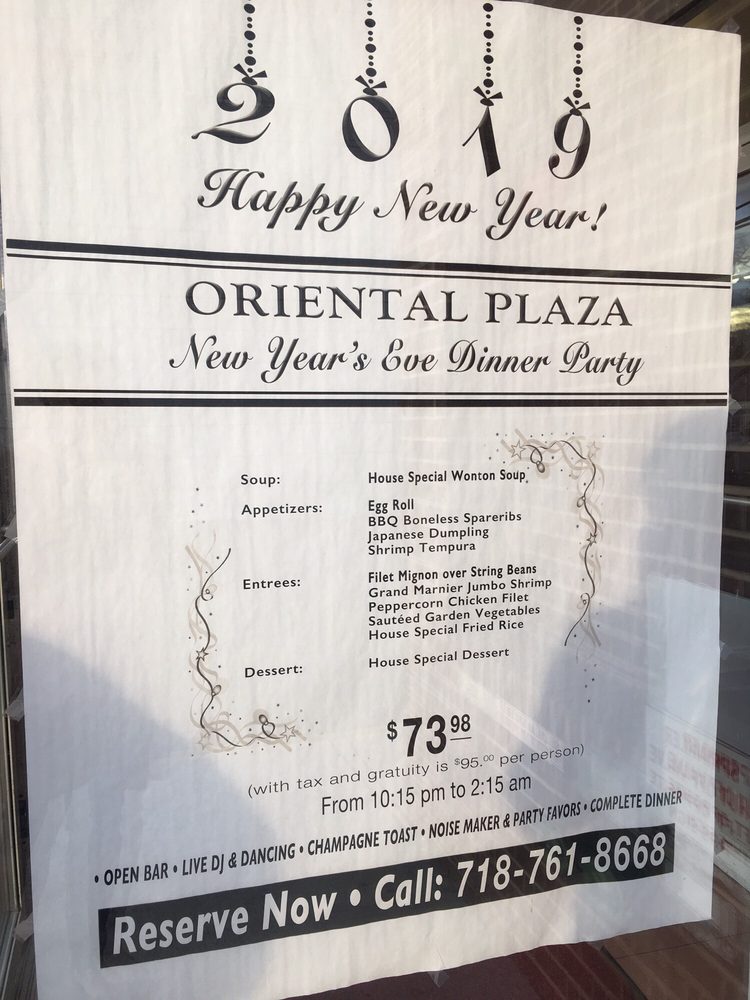 2019
Happy New Year!
ORIENTAL PLAZA
New Year's Eve Dinner Party
Soup: House Special Wonton Soup
Appetizers: Egg Roll
BBQ Boneless Spareribs
Japanese Dumpling
Shrimp Tempura
Entrees: Filet Mignon over String Beans
Grand Marnier Jumbo Shrimp
Peppercorn Chicken Filet
Sautéed Garden Vegetables
House Special Fried Rice
Dessert: House Special Dessert
$73.98
(with tax and gratuity is $95.00 per person)
From 10:15 pm to 2:15 am
• OPEN BAR • LIVE DJ & DANCING • CHAMPAGNE TOAST • NOISE MAKER & PARTY FAVORS • COMPLETE DINNER
Reserve Now • Call: 718-761-8668